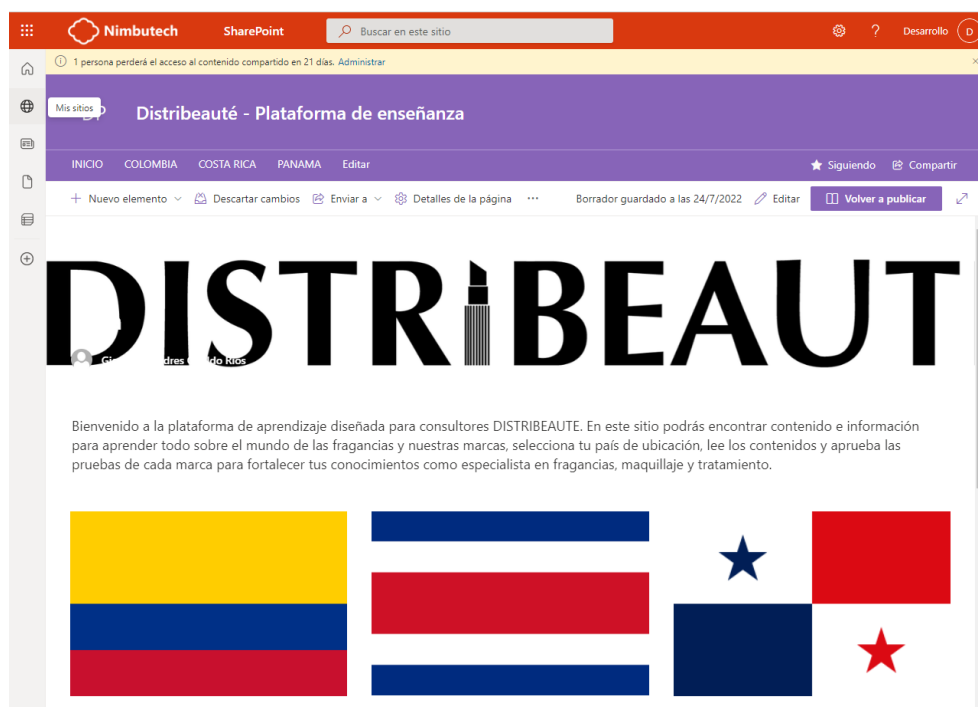 Nimbutech
SharePoint
Buscar en este sitio
?
Desarrollo
D
1 persona perderá el acceso al contenido compartido en 21 días. Administrar
Mis sitios
DP
Distribeauté - Plataforma de enseñanza
INICIO COLOMBIA COSTA RICA PANAMA Editar
Siguiendo Compartir
Nuevo elemento Descartar cambios Enviar a Detalles de la página ... Borrador guardado a las 24/7/2022 Editar Volver a publicar
DISTRIBEAUT
Bienvenido a la plataforma de aprendizaje diseñada para consultores DISTRIBEAUTE. En este sitio podrás encontrar contenido e información
para aprender todo sobre el mundo de las fragancias y nuestras marcas, selecciona tu país de ubicación, lee los contenidos y aprueba las
pruebas de cada marca para fortalecer tus conocimientos como especialista en fragancias, maquillaje y tratamiento.